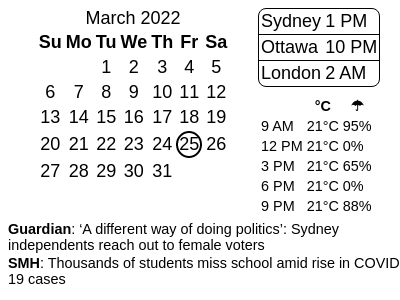 March 2022
Su Mo Tu We Th Fr Sa
1 2 3 4 5
6 7 8 9 10 11 12
13 14 15 16 17 18 19
20 21 22 23 24 25 26
27 28 29 30 31
Sydney 1 PM
Ottawa 10 PM
London 2 AM
°C ☂
9 AM 21°C 95%
12 PM 21°C 0%
3 PM 21°C 65%
6 PM 21°C 0%
9 PM 21°C 88%
Guardian: ‘A different way of doing politics’: Sydney
independents reach out to female voters
SMH: Thousands of students miss school amid rise in COVID
19 cases